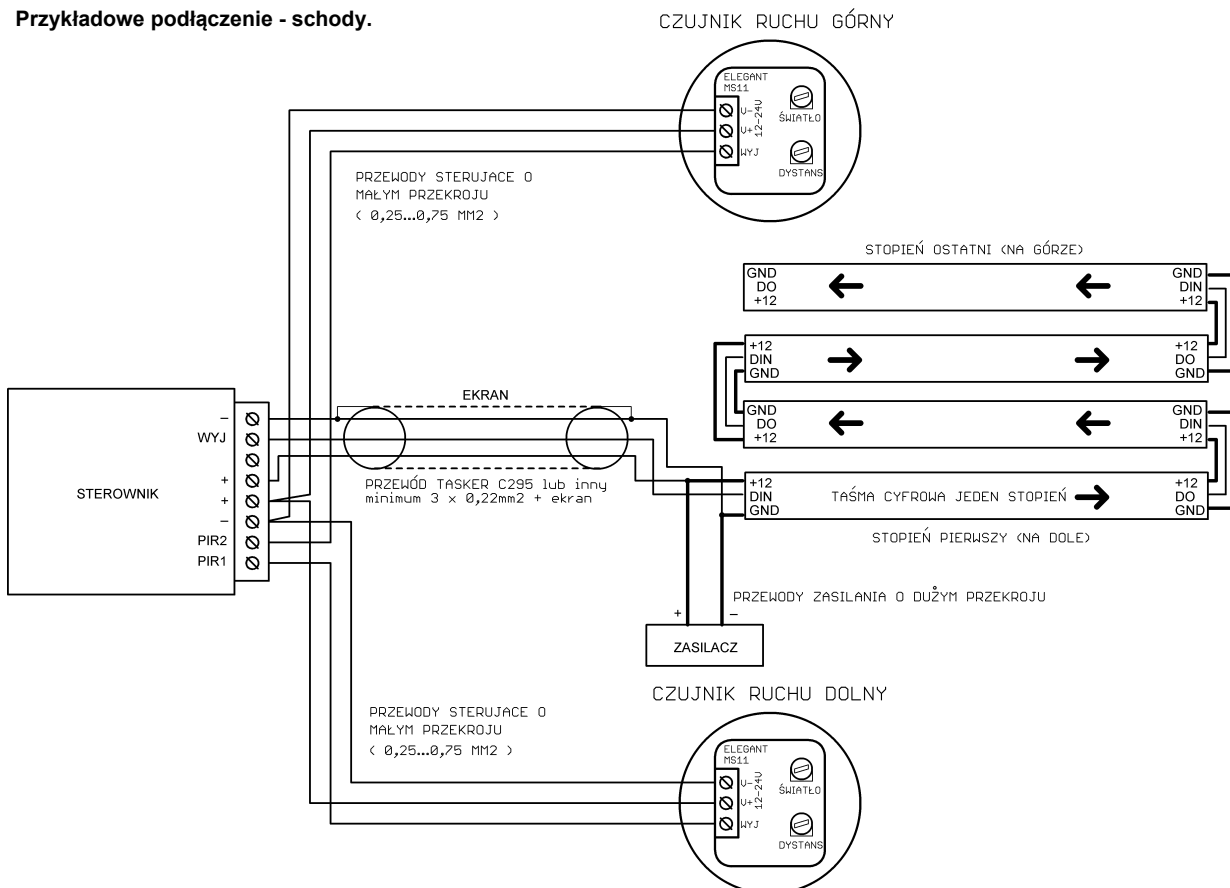 Przykładowe podłączenie - schody.
CZUJNIK RUCHU GÓRNY
ELEGANT
MS11
V-
V+
12-24V
WYJ
ŚWIATŁO
DYSTANS
PRZEWODY STERUJACE O
MAŁYM PRZEKROJU
( 0,25...0,75 MM2 )
STOPIEŃ OSTATNI (NA GÓRZE)
GND
DO
+12
GND
DIN
+12
+12
DIN
GND
+12
DO
GND
GND
DO
+12
GND
DIN
+12
+12
DIN
GND
TAŚMA CYFROWA JEDEN STOPIEŃ
+12
DO
GND
STOPIEŃ PIERWSZY (NA DOLE)
EKRAN
PRZEWÓD TASKER C295 lub inny
minimum 3 x 0,22mm2 + ekran
STEROWNIK
–
WYJ
+
+
–
PIR2
PIR1
PRZEWODY ZASILANIA O DUŻYM PRZEKROJU
+
–
ZASILACZ
CZUJNIK RUCHU DOLNY
PRZEWODY STERUJACE O
MAŁYM PRZEKROJU
( 0,25...0,75 MM2 )
ELEGANT
MS11
V-
V+
12-24V
WYJ
ŚWIATŁO
DYSTANS